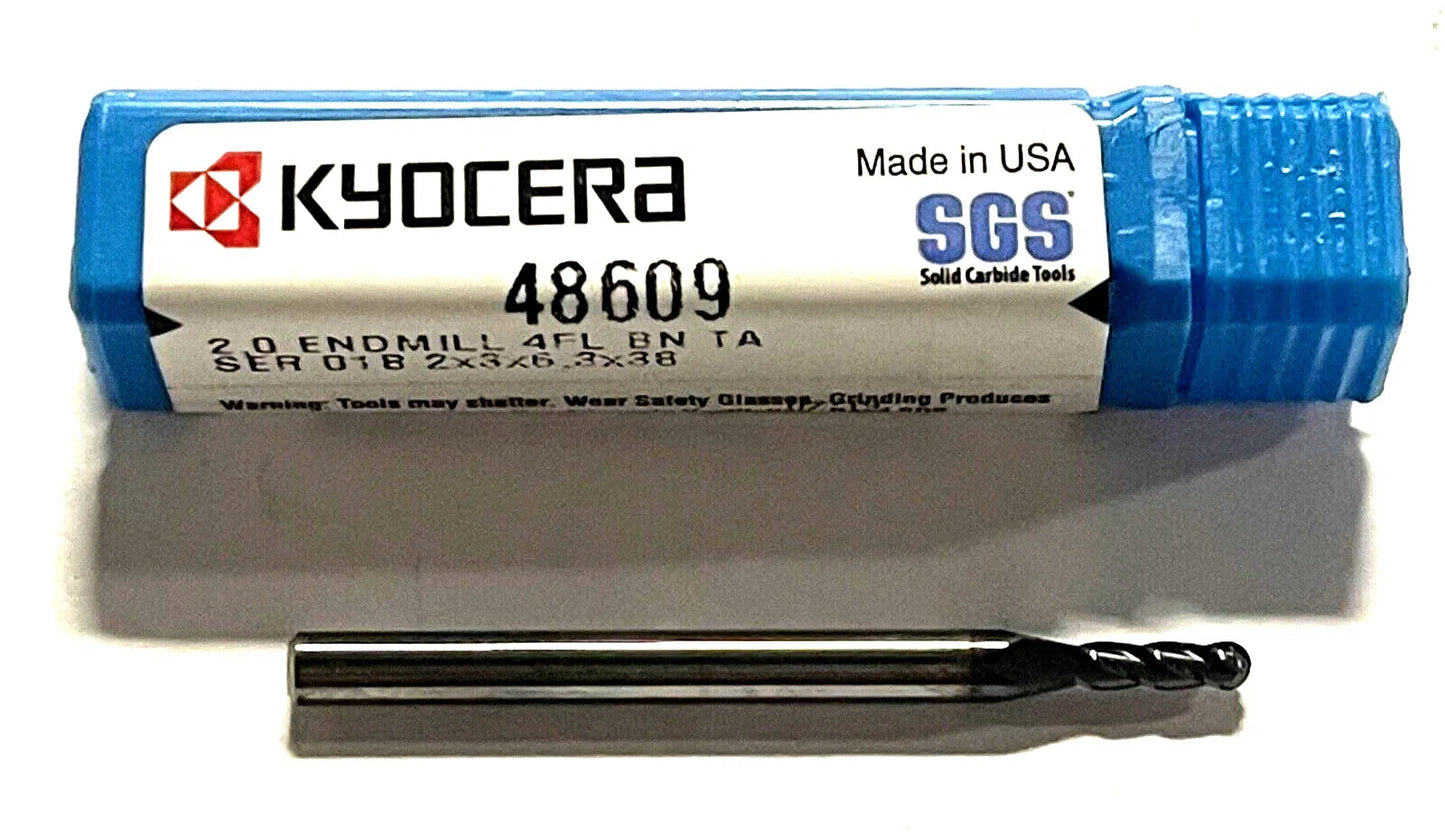 KYOCERA
Made in USA
SGS
Solid Carbide Tools
48609
2.0 ENDMILL 4FL BN TA
SER 01B 2x3x6.3x38
Warning: Tools may shatter. Wear Safety Glasses. Grinding Produces